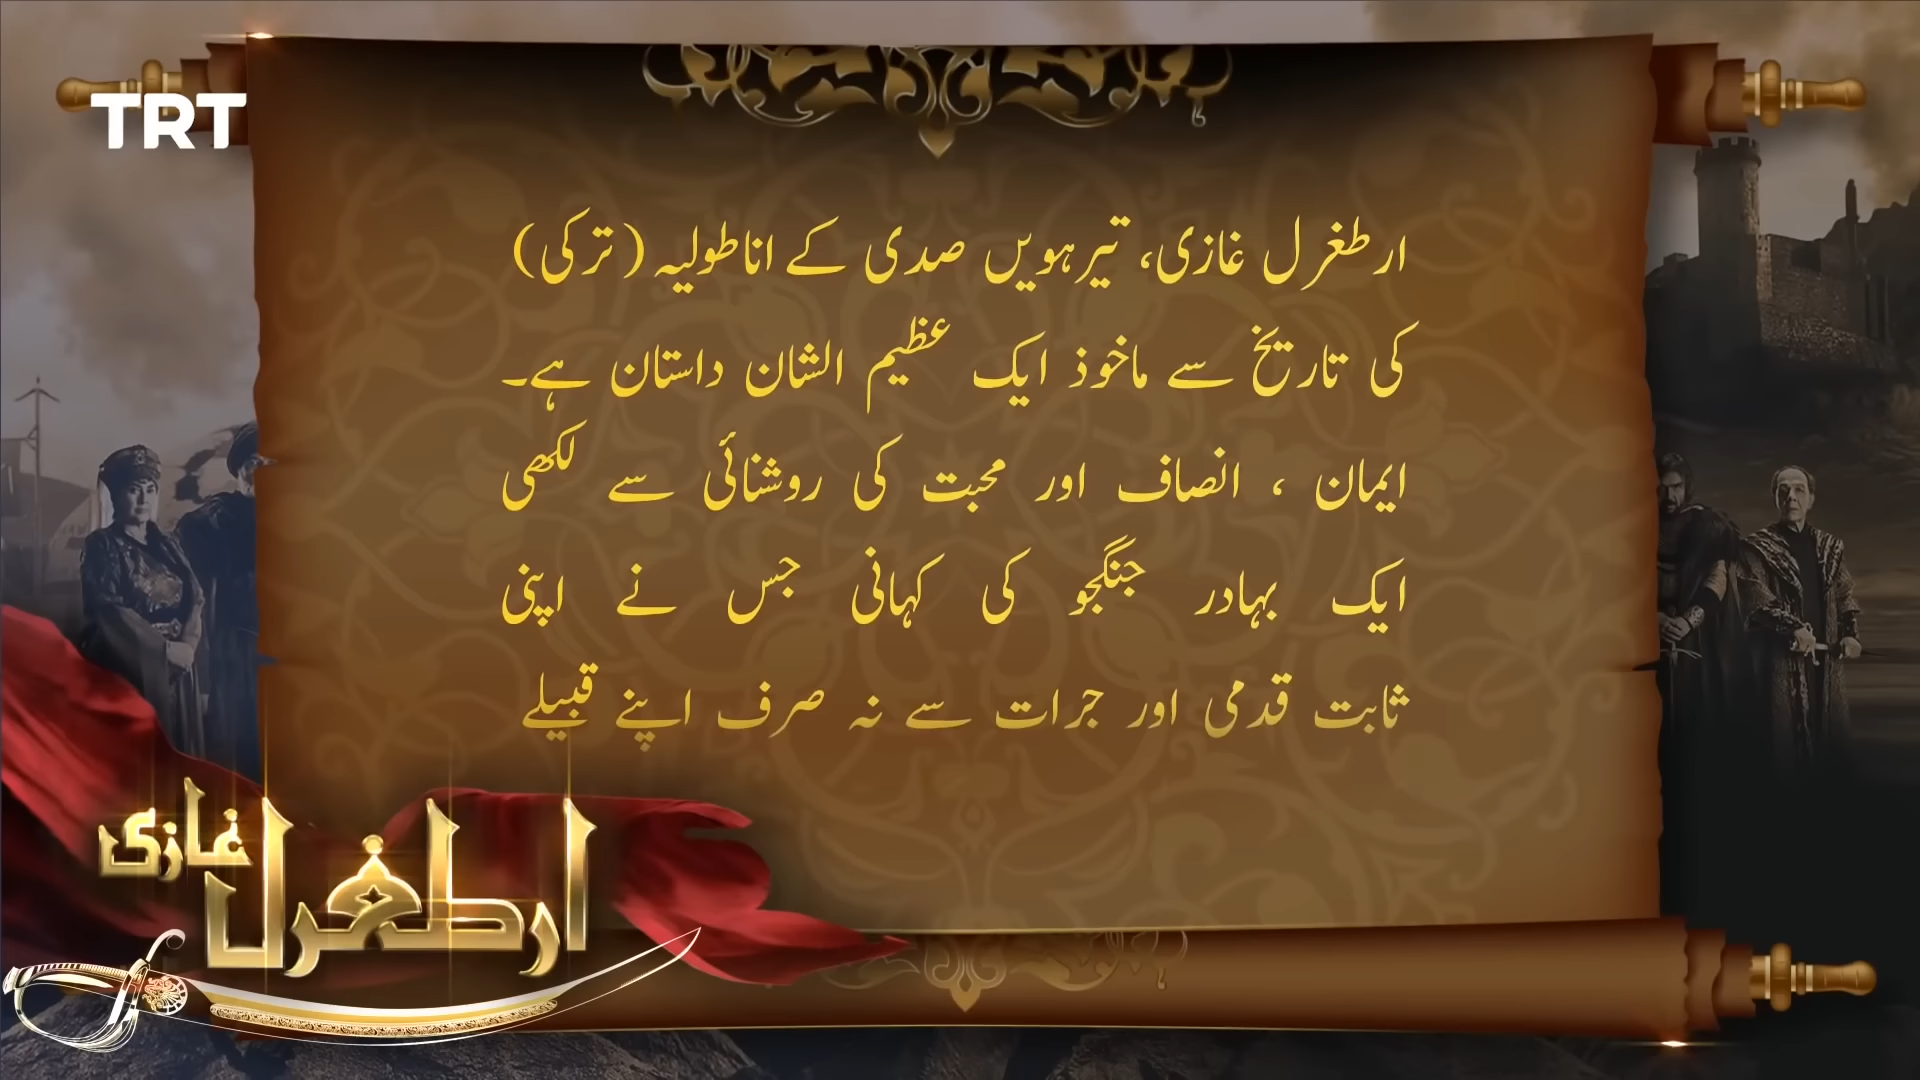 TRT
ارطغرل غازی، تیرہویں صدی کے اناطولیہ (ترکی)
کی تاریخ سے ماخوذ ایک عظیم الشان داستان ہے۔
ایمان ، انصاف اور محبت کی روشنائی سے لکھی
ایک بہادر جنگجو کی کہانی جس نے اپنی
ثابت قدمی اور جرات سے نہ صرف اپنے قبیلے
ارطغرل غازی